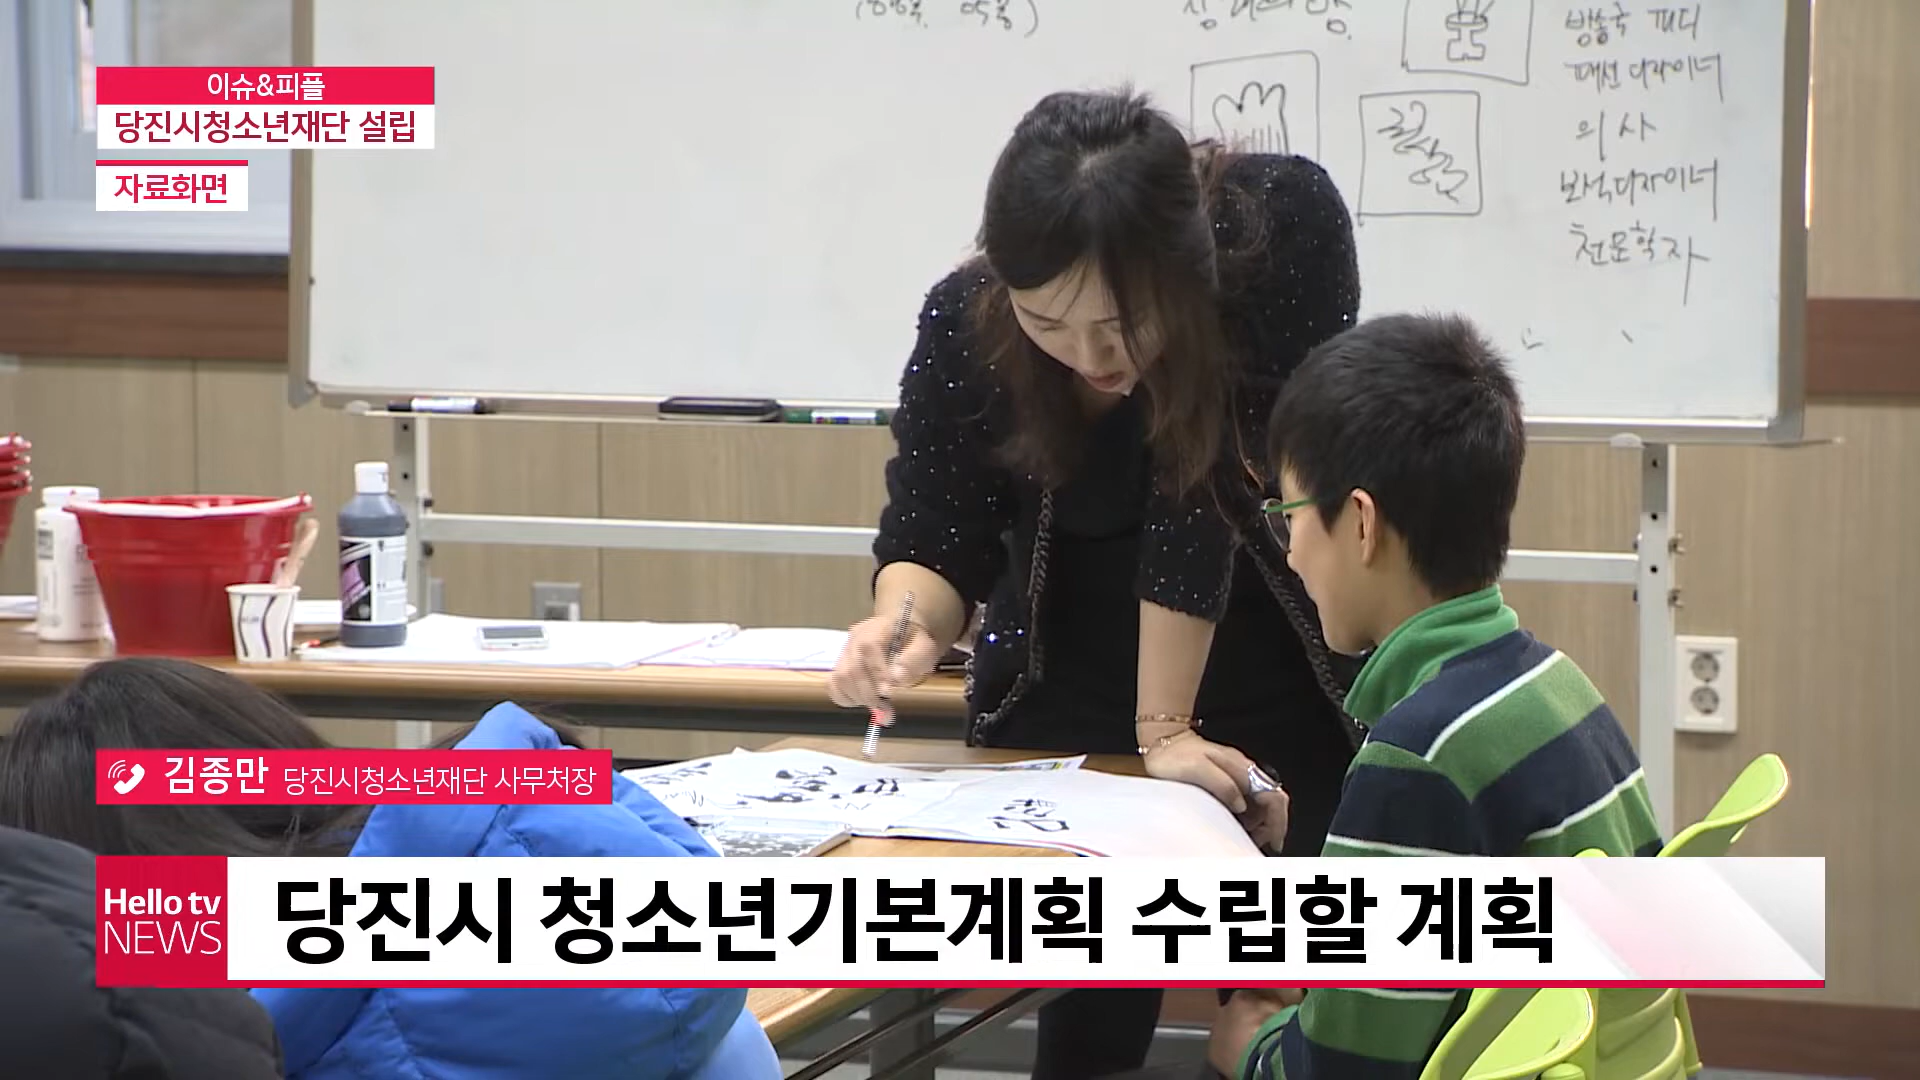 방송국 PD
패션 디자이너
의사
보석디자이너
천문학자
이슈&피플
당진시청소년재단 설립
자료화면
김종만 당진시청소년재단 사무처장
Hello tv
NEWS
당진시 청소년기본계획 수립할 계획